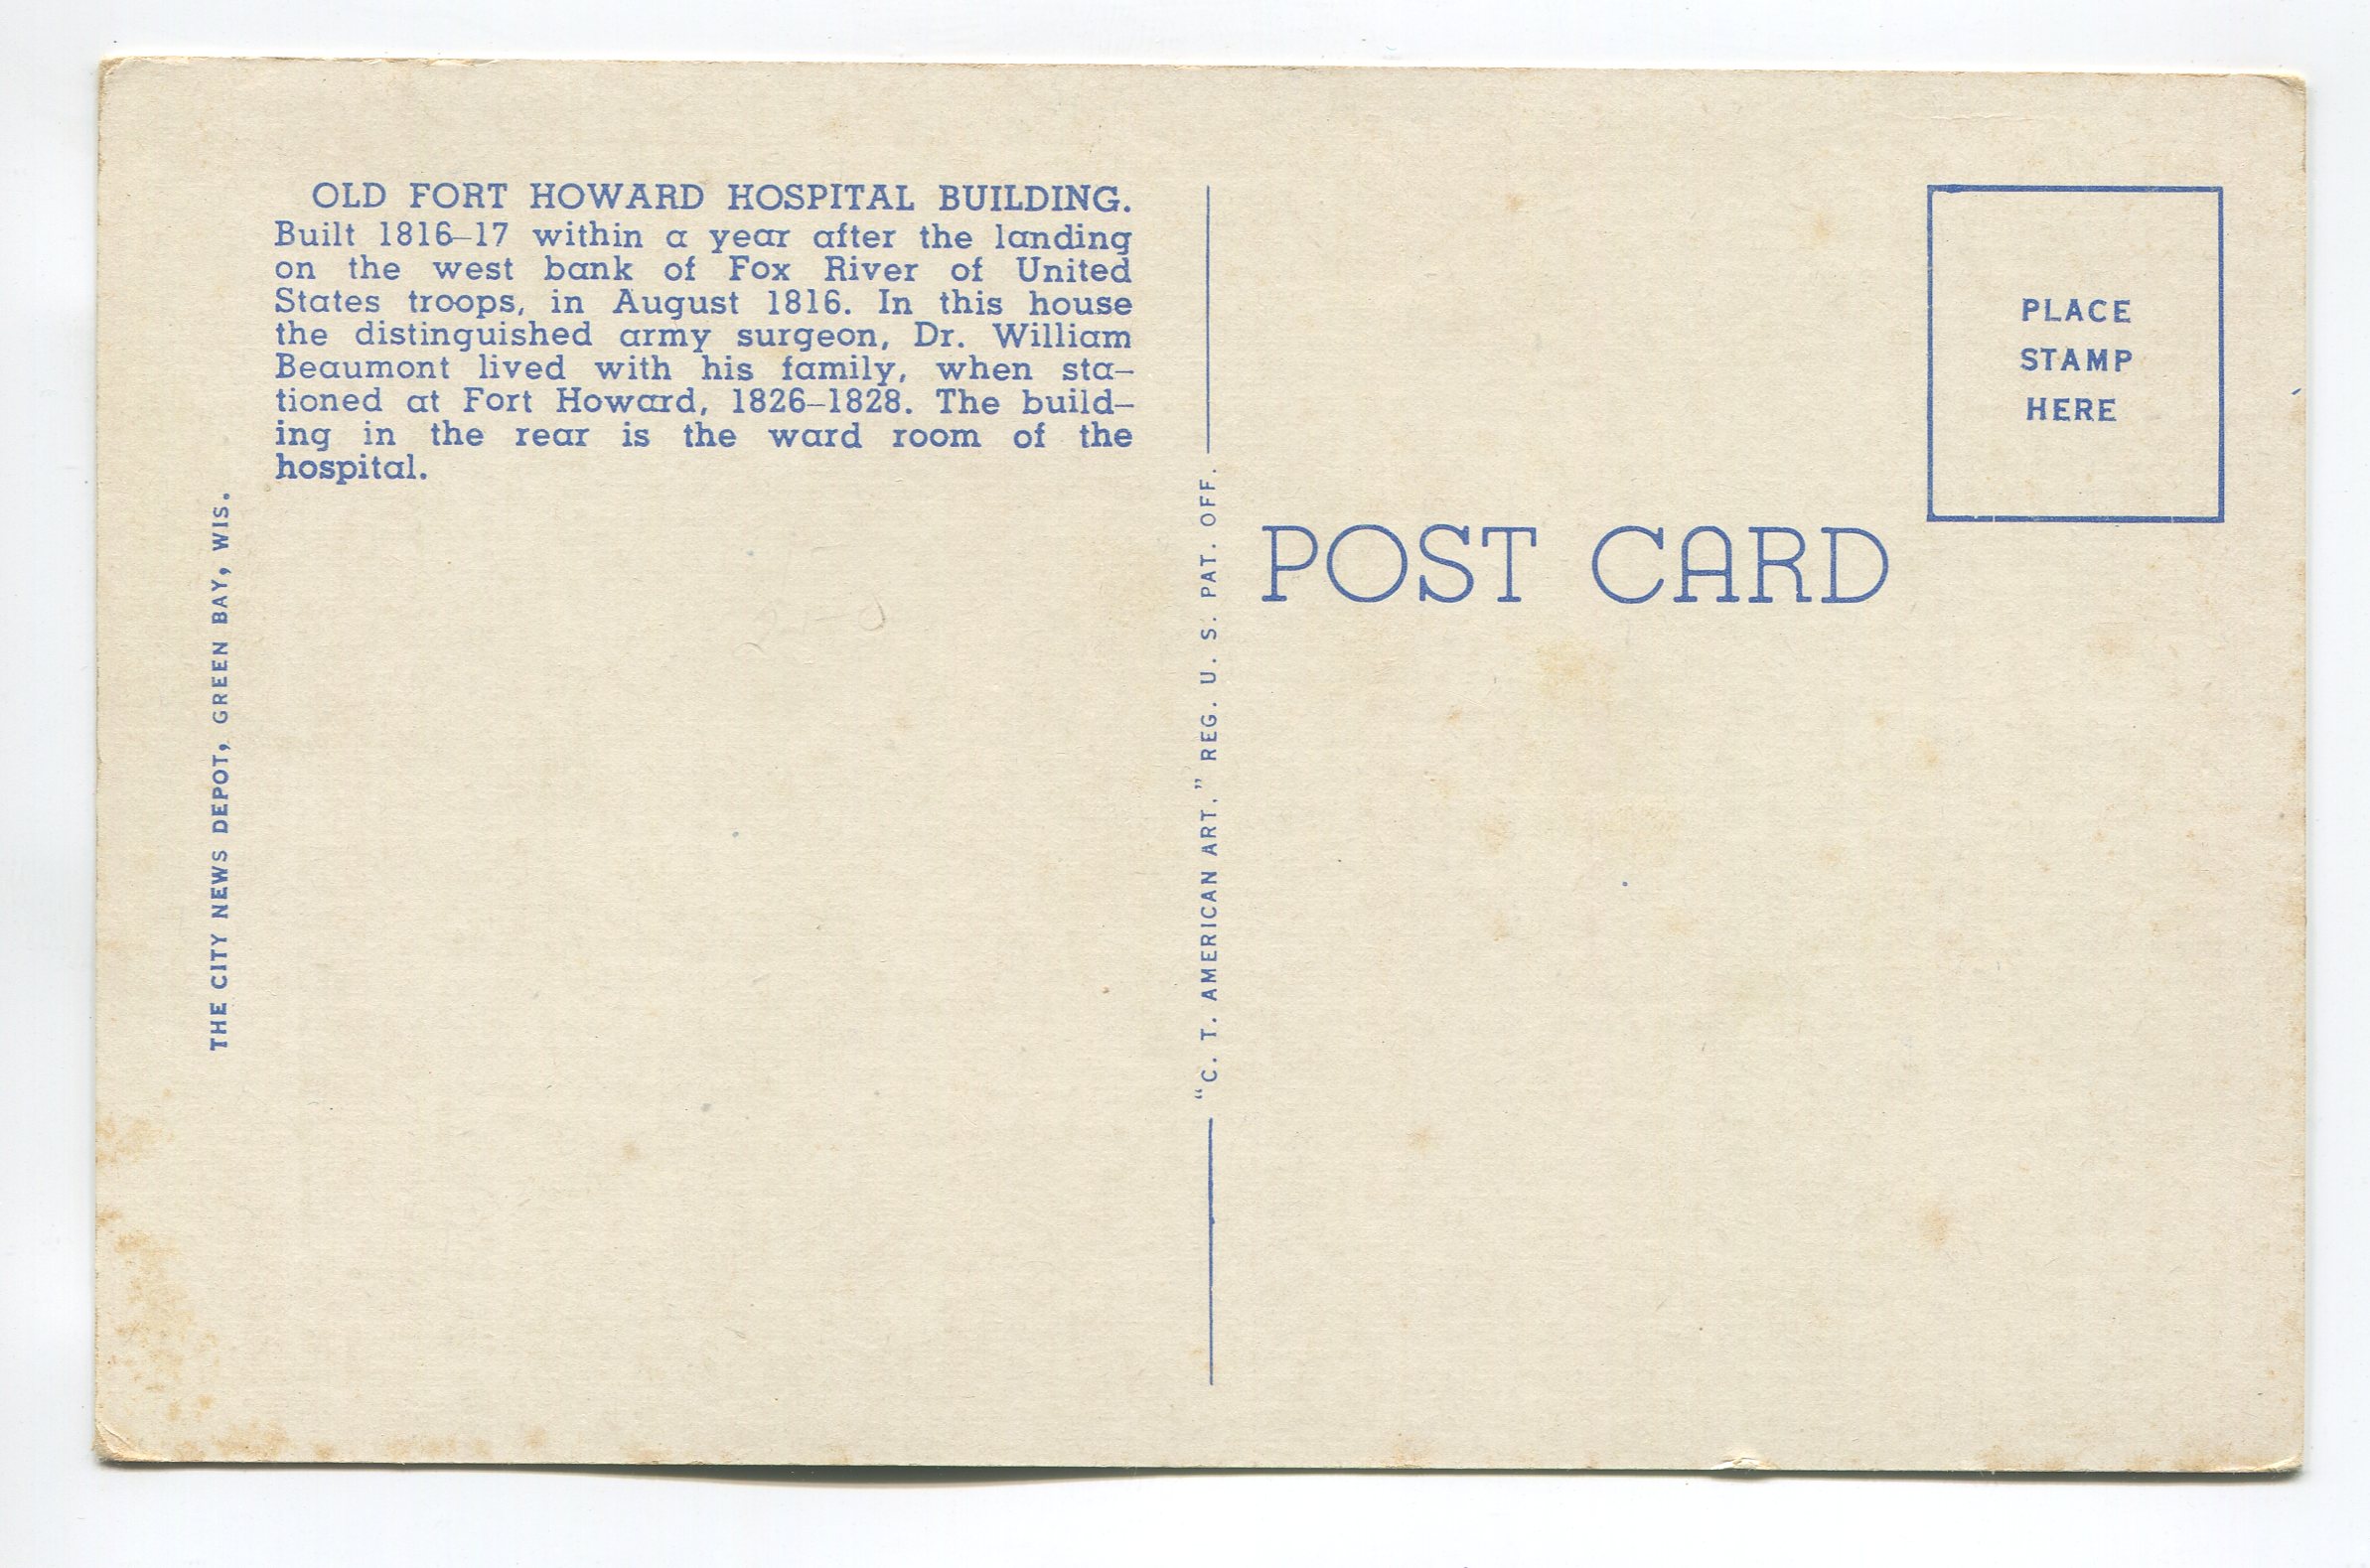 OLD FORT HOWARD HOSPITAL BUILDING.
Built 1816–17 within a year after the landing
on the west bank of Fox River of United
States troops, in August 1816. In this house
the distinguished army surgeon, Dr. William
Beaumont lived with his family, when sta–
tioned at Fort Howard, 1826–1828. The build–
ing in the rear is the ward room of the
hospital.
THE CITY NEWS DEPOT, GREEN BAY, WIS.
“C. T. AMERICAN ART.” REG. U. S. PAT. OFF.
POST CARD
PLACE
STAMP
HERE